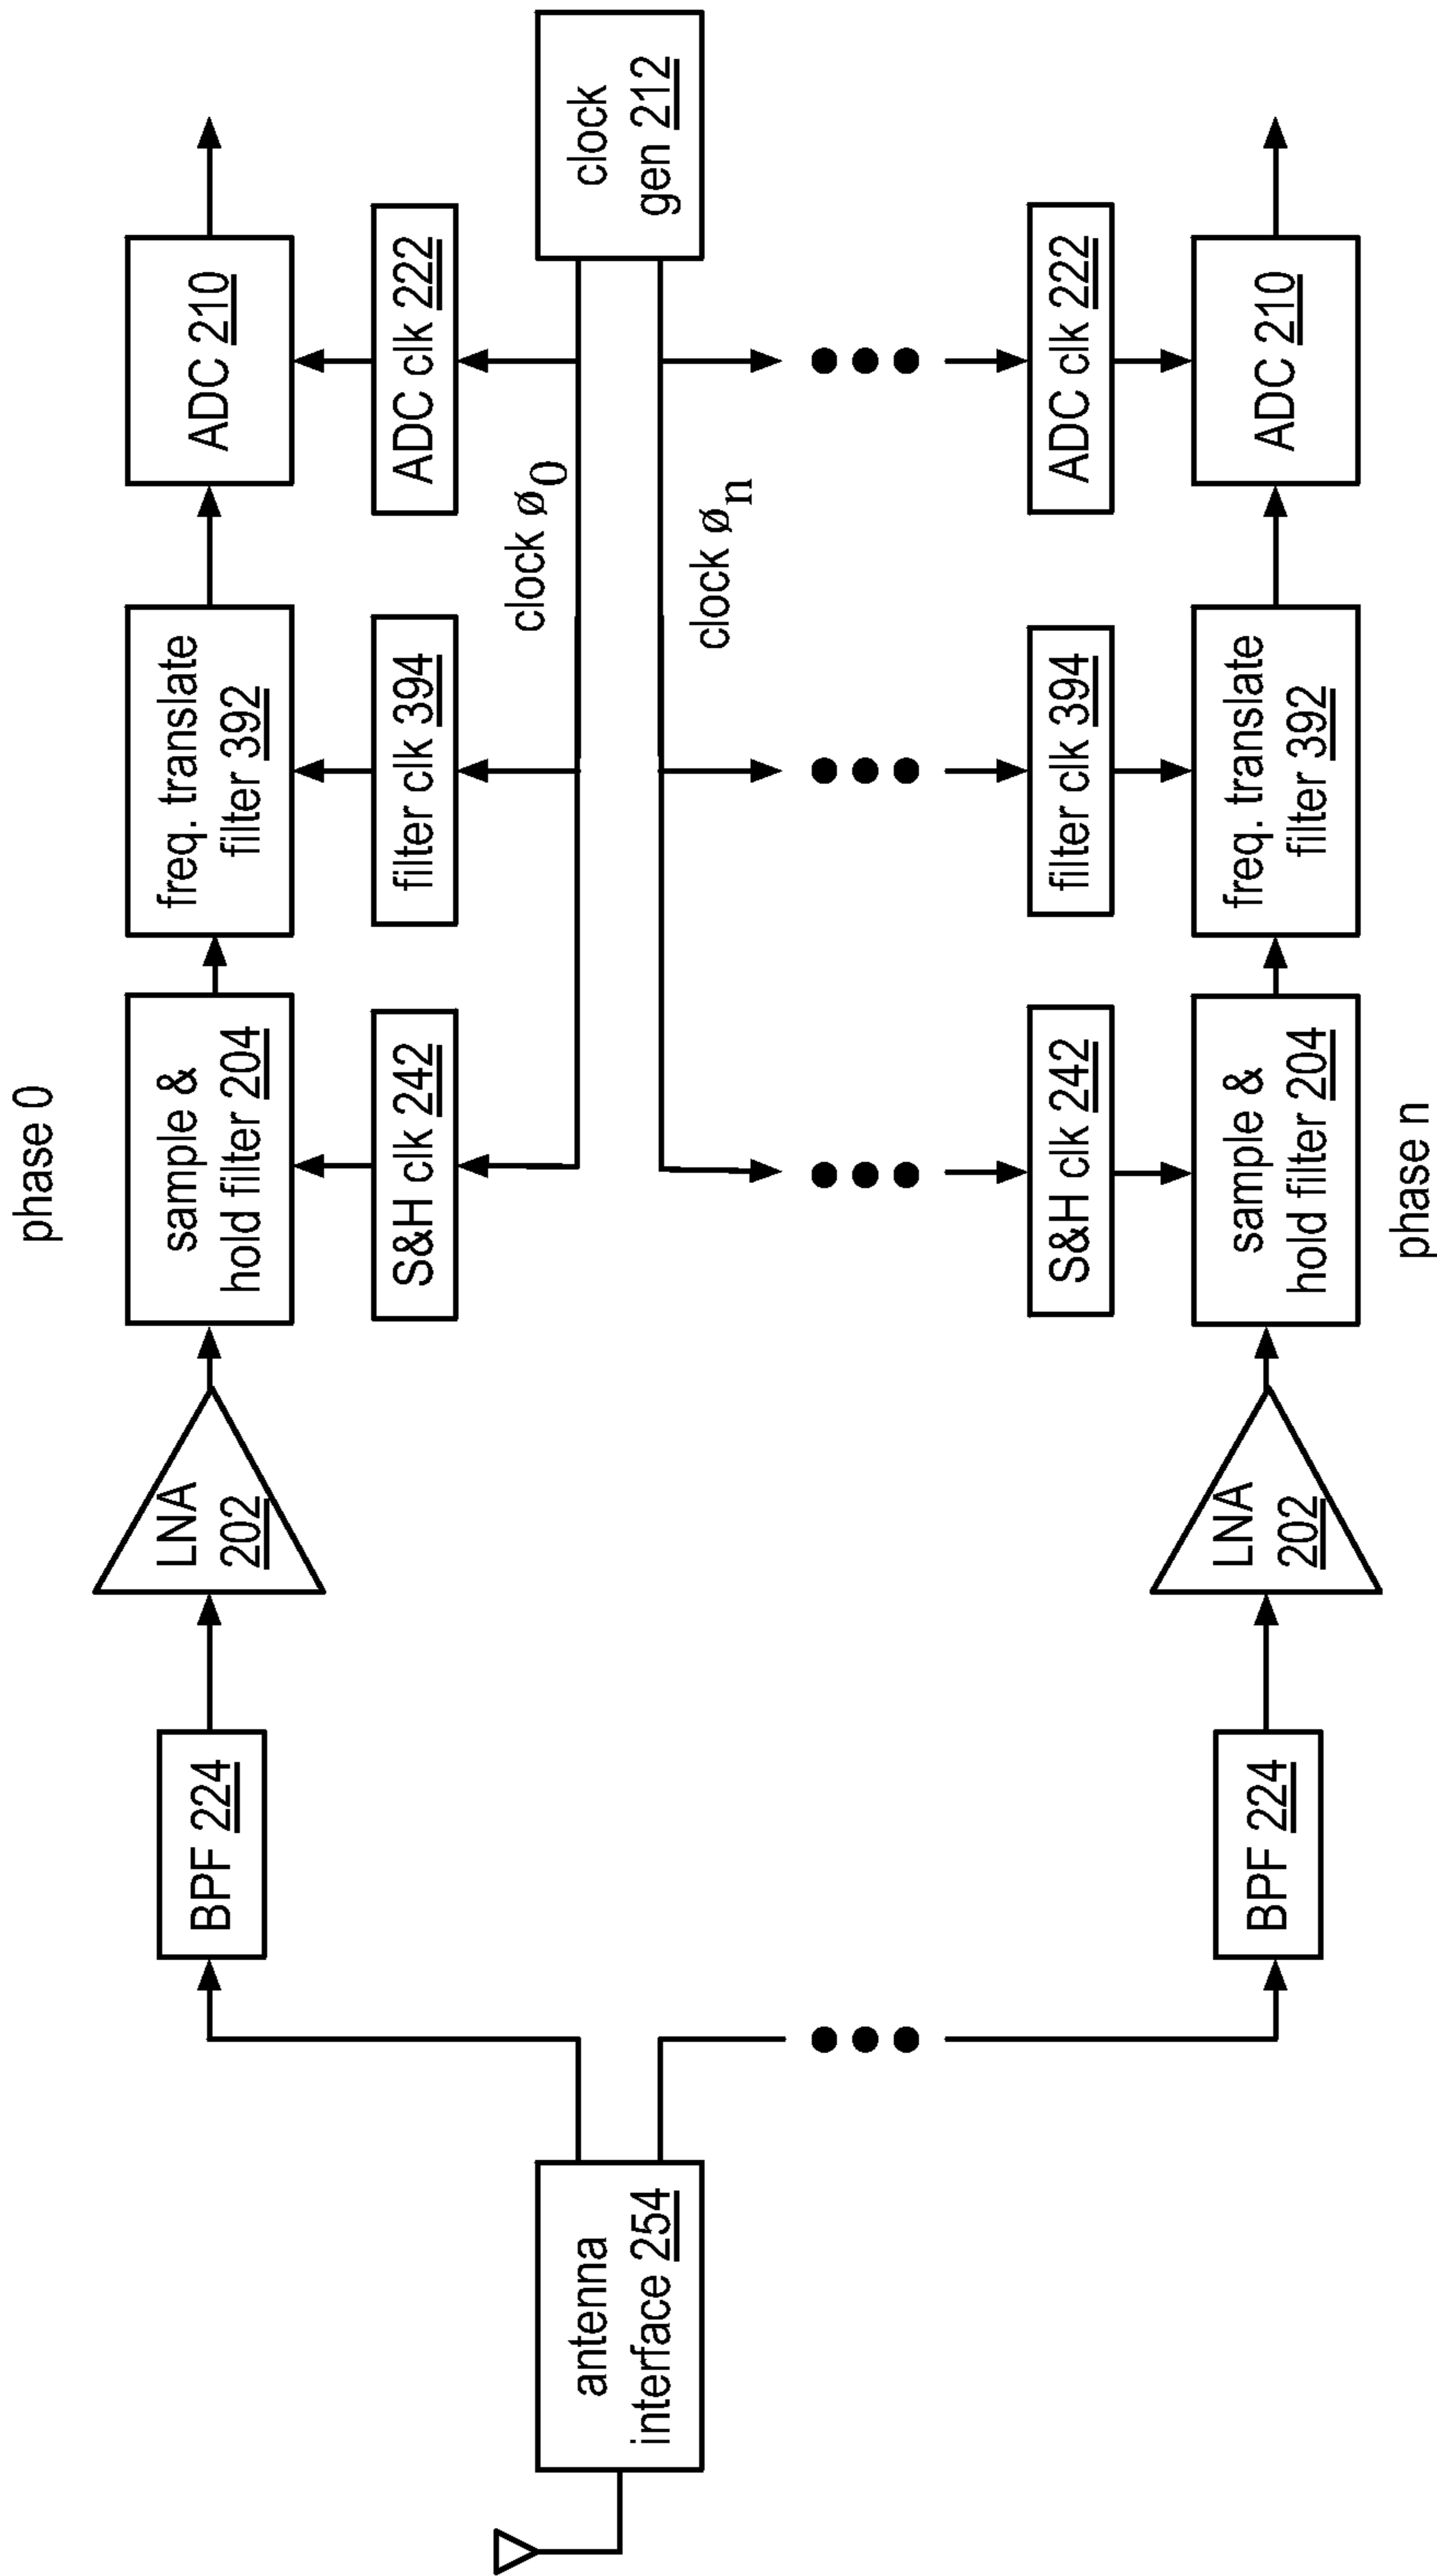 phase 0
antenna
interface 254
BPF 224
LNA
202
sample &
hold filter 204
freq. translate
filter 392
ADC 210
S&H clk 242
filter clk 394
ADC clk 222
clock ø0
clock
gen 212
clock øn
S&H clk 242
filter clk 394
ADC clk 222
BPF 224
LNA
202
sample &
hold filter 204
freq. translate
filter 392
ADC 210
phase n